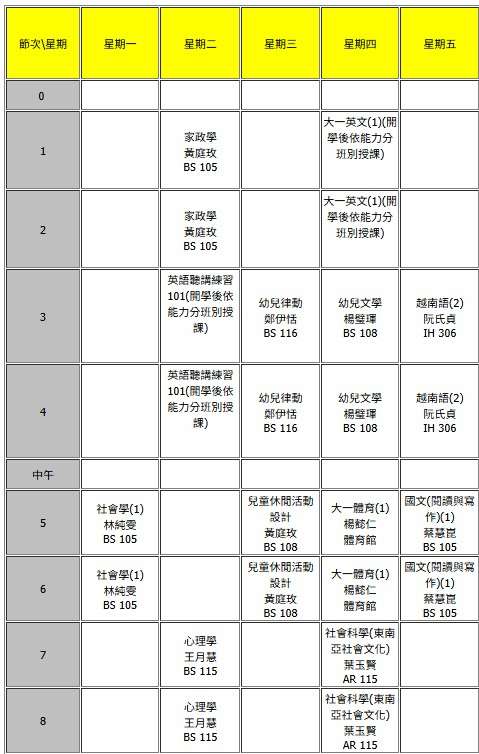 節次\星期 星期一 星期二 星期三 星期四 星期五
0
1
家政學
黃庭玫
BS 105
大一英文(1)(開
學後依能力分
班別授課)
2
家政學
黃庭玫
BS 105
大一英文(1)(開
學後依能力分
班別授課)
3
英語聽講練習
101(開學後依
能力分班別授
課)
幼兒律動
鄭伊恬
BS 116
幼兒文學
楊璧琿
BS 108
越南語(2)
阮氏貞
IH 306
4
英語聽講練習
101(開學後依
能力分班別授
課)
幼兒律動
鄭伊恬
BS 116
幼兒文學
楊璧琿
BS 108
越南語(2)
阮氏貞
IH 306
中午
5
社會學(1)
林純雯
BS 105
兒童休閒活動
設計
黃庭玫
BS 108
大一體育(1)
楊懿仁
體育館
國文(閱讀與寫
作)(1)
蔡慧崑
BS 105
6
社會學(1)
林純雯
BS 105
兒童休閒活動
設計
黃庭玫
BS 108
大一體育(1)
楊懿仁
體育館
國文(閱讀與寫
作)(1)
蔡慧崑
BS 105
7
心理學
王月慧
BS 115
社會科學(東南
亞社會文化)
葉玉賢
AR 115
8
心理學
王月慧
BS 115
社會科學(東南
亞社會文化)
葉玉賢
AR 115